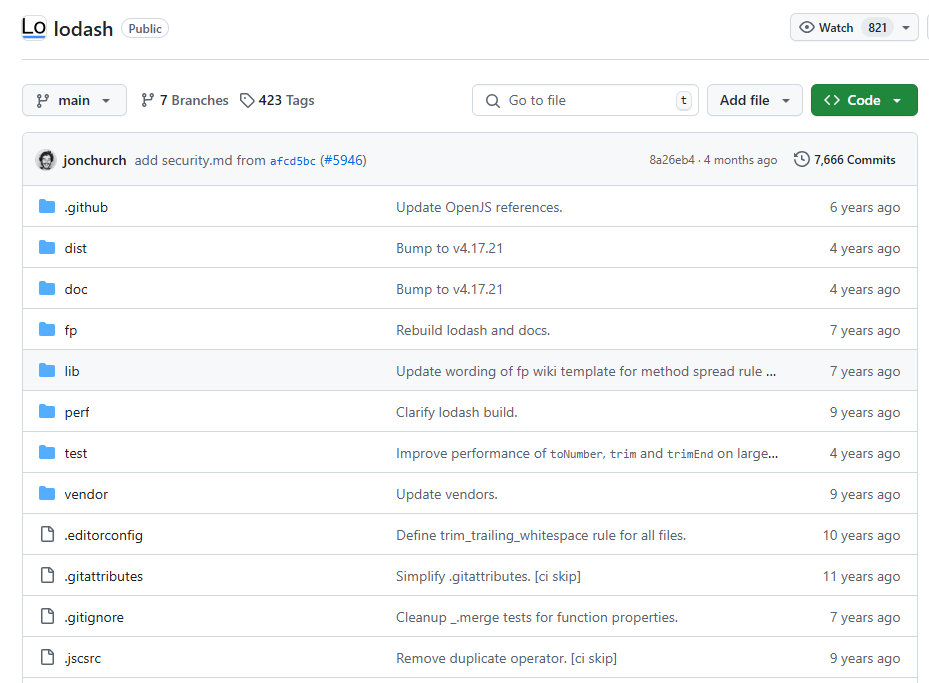 Lo lodash Public Watch 821
main 7 Branches 423 Tags Go to file t Add file <> Code
jonchurch add security.md from afcd5bc (#5946) 8a26eb4 · 4 months ago 7,666 Commits
.github Update OpenJS references. 6 years ago
dist Bump to v4.17.21 4 years ago
doc Bump to v4.17.21 4 years ago
fp Rebuild lodash and docs. 7 years ago
lib Update wording of fp wiki template for method spread rule ... 7 years ago
perf Clarify lodash build. 9 years ago
test Improve performance of toNumber, trim and trimEnd on large... 4 years ago
vendor Update vendors. 9 years ago
.editorconfig Define trim_trailing_whitespace rule for all files. 10 years ago
.gitattributes Simplify .gitattributes. [ci skip] 11 years ago
.gitignore Cleanup _.merge tests for function properties. 7 years ago
.jscsrc Remove duplicate operator. [ci skip] 9 years ago